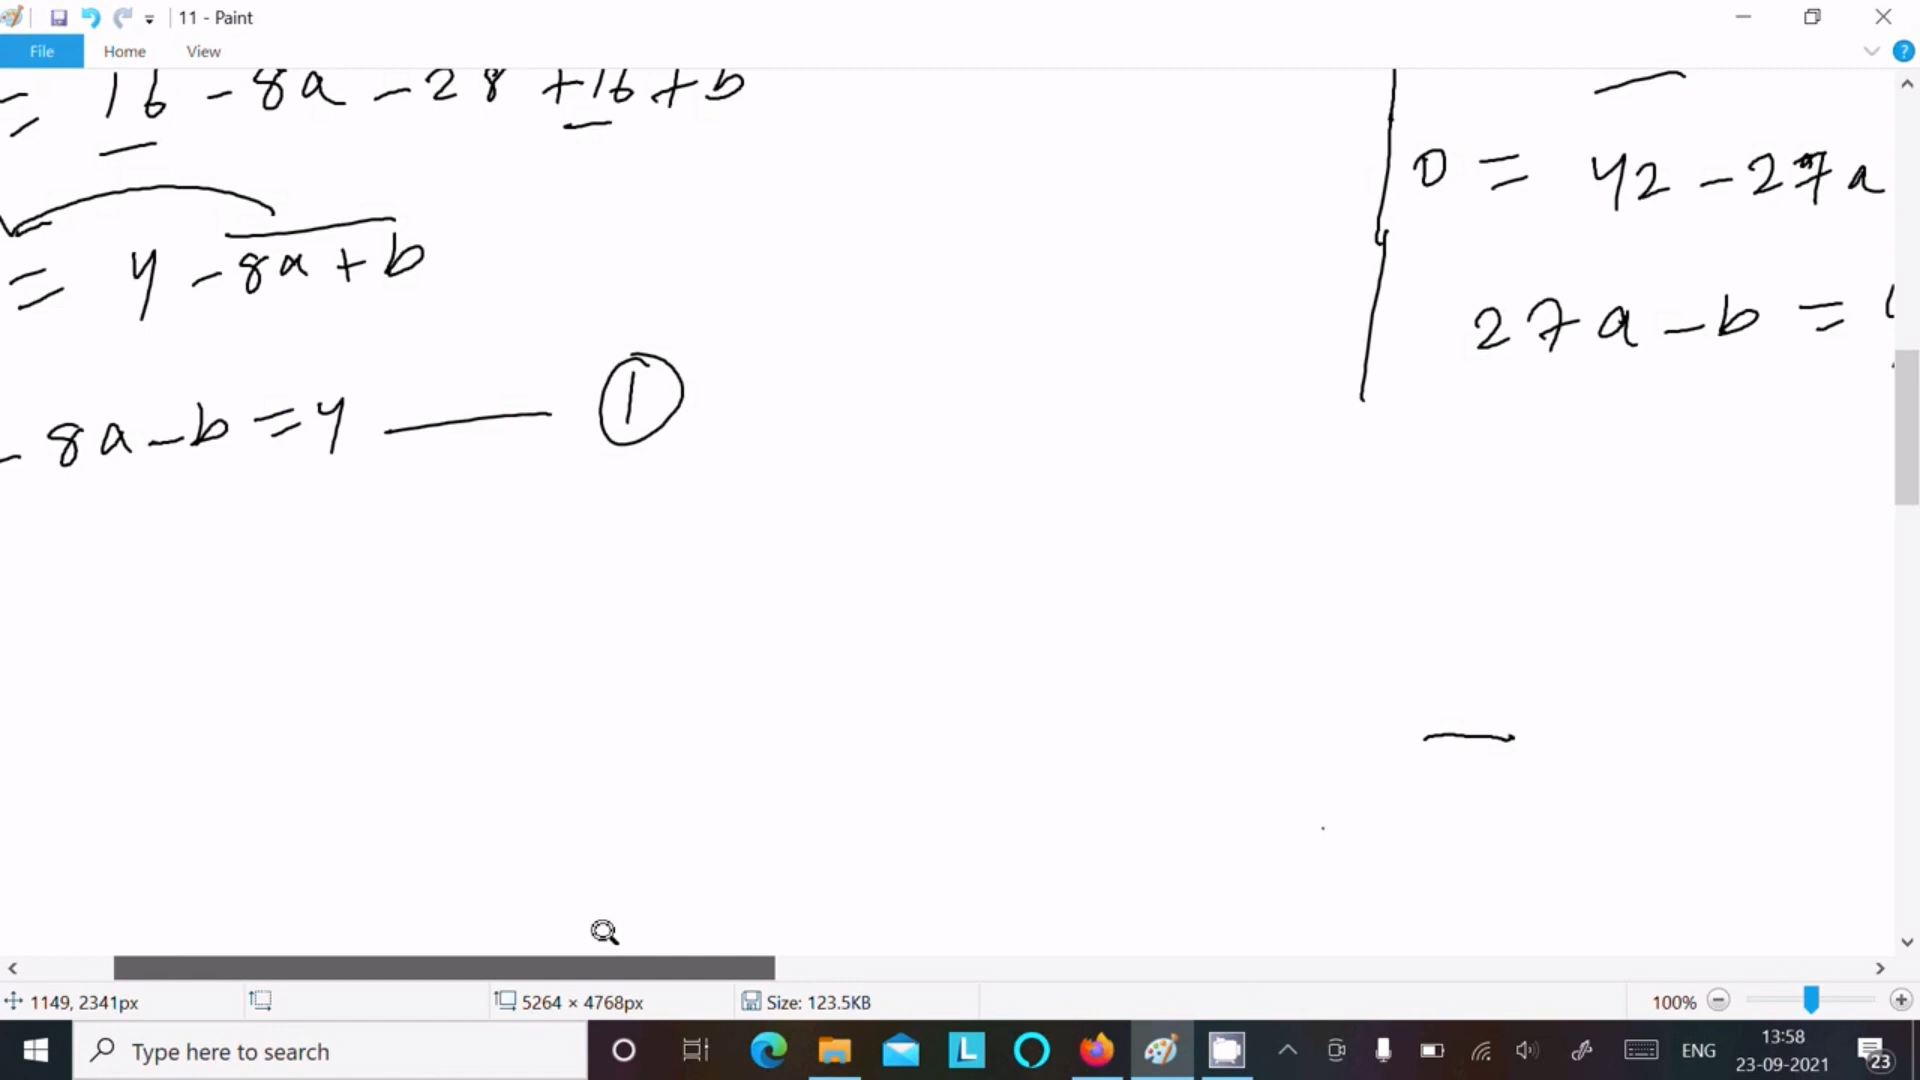 11 - Paint
File Home View
= 16 - 8a - 28 + 16 + b
= 4 - 8a + b
- 8a - b = 4 —— ①
0 = 42 - 27a
27a - b =
1149, 2341px
5264 × 4768px
Size: 123.5KB
100%
Type here to search
L
ENG
13:58
23-09-2021
23